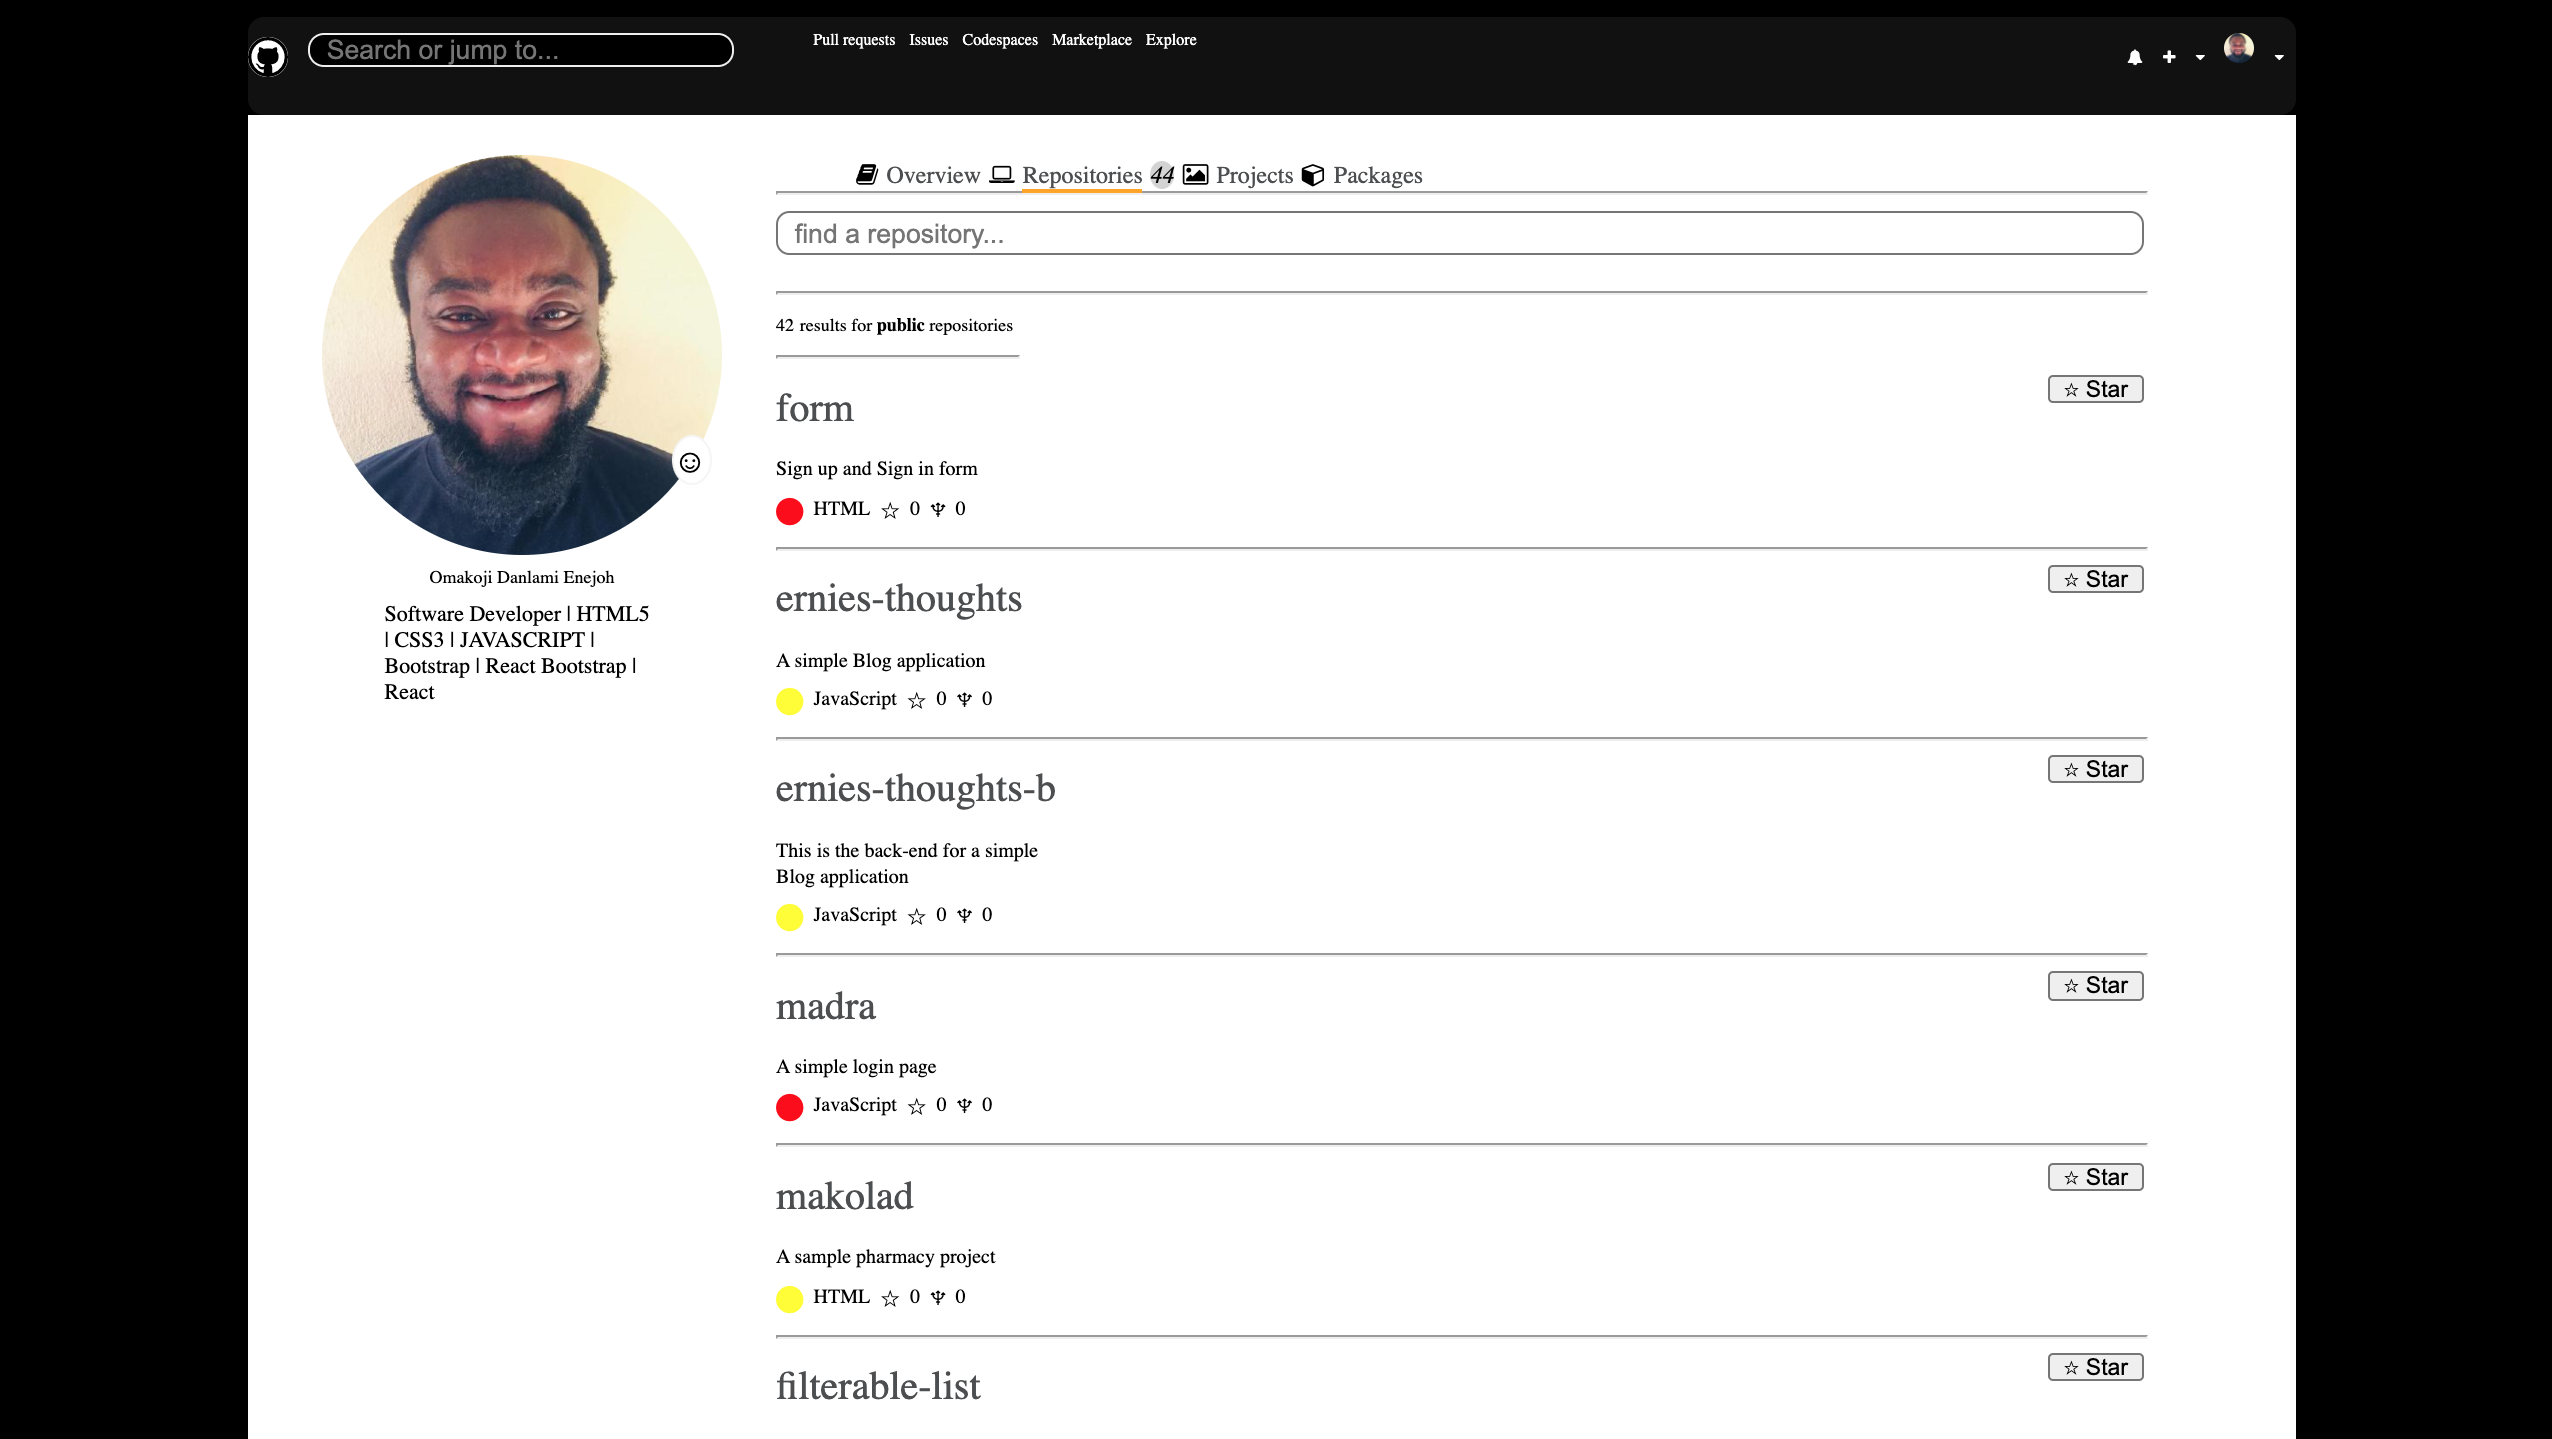 Search or jump to...
Pull requests Issues Codespaces Marketplace Explore
Overview Repositories 44 Projects Packages
find a repository...
42 results for public repositories
Omakoji Danlami Enejoh
Software Developer | HTML5
| CSS3 | JAVASCRIPT |
Bootstrap | React Bootstrap |
React
form
☆ Star
Sign up and Sign in form
HTML ☆ 0 ♆ 0
ernies-thoughts
☆ Star
A simple Blog application
JavaScript ☆ 0 ♆ 0
ernies-thoughts-b
☆ Star
This is the back-end for a simple
Blog application
JavaScript ☆ 0 ♆ 0
madra
☆ Star
A simple login page
JavaScript ☆ 0 ♆ 0
makolad
☆ Star
A sample pharmacy project
HTML ☆ 0 ♆ 0
filterable-list
☆ Star